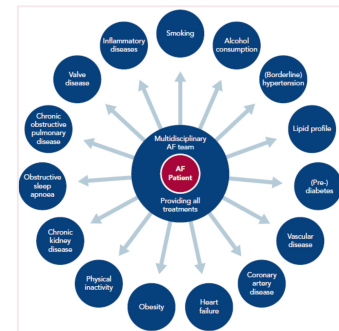 Smoking
Alcohol
consumption
(Borderline)
hypertension
Lipid profile
(Pre-)
diabetes
Vascular
disease
Coronary
artery
disease
Heart
failure
Obesity
Physical
inactivity
Chronic
kidney
disease
Obstructive
sleep
apnoea
Chronic
obstructive
pulmonary
disease
Valve
disease
Inflammatory
diseases
Multidisciplinary
AF team
AF
Patient
Providing all
treatments